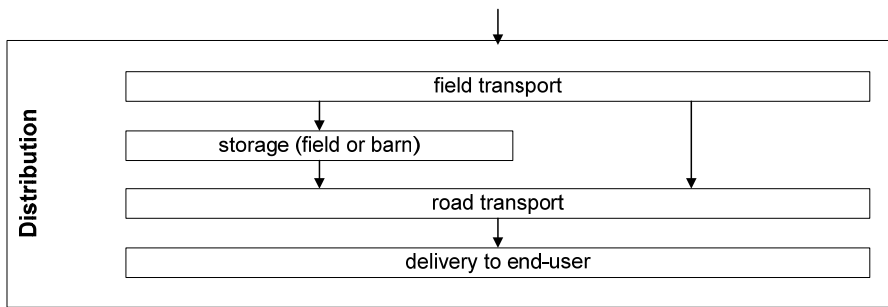 Distribution
field transport
storage (field or barn)
road transport
delivery to end-user